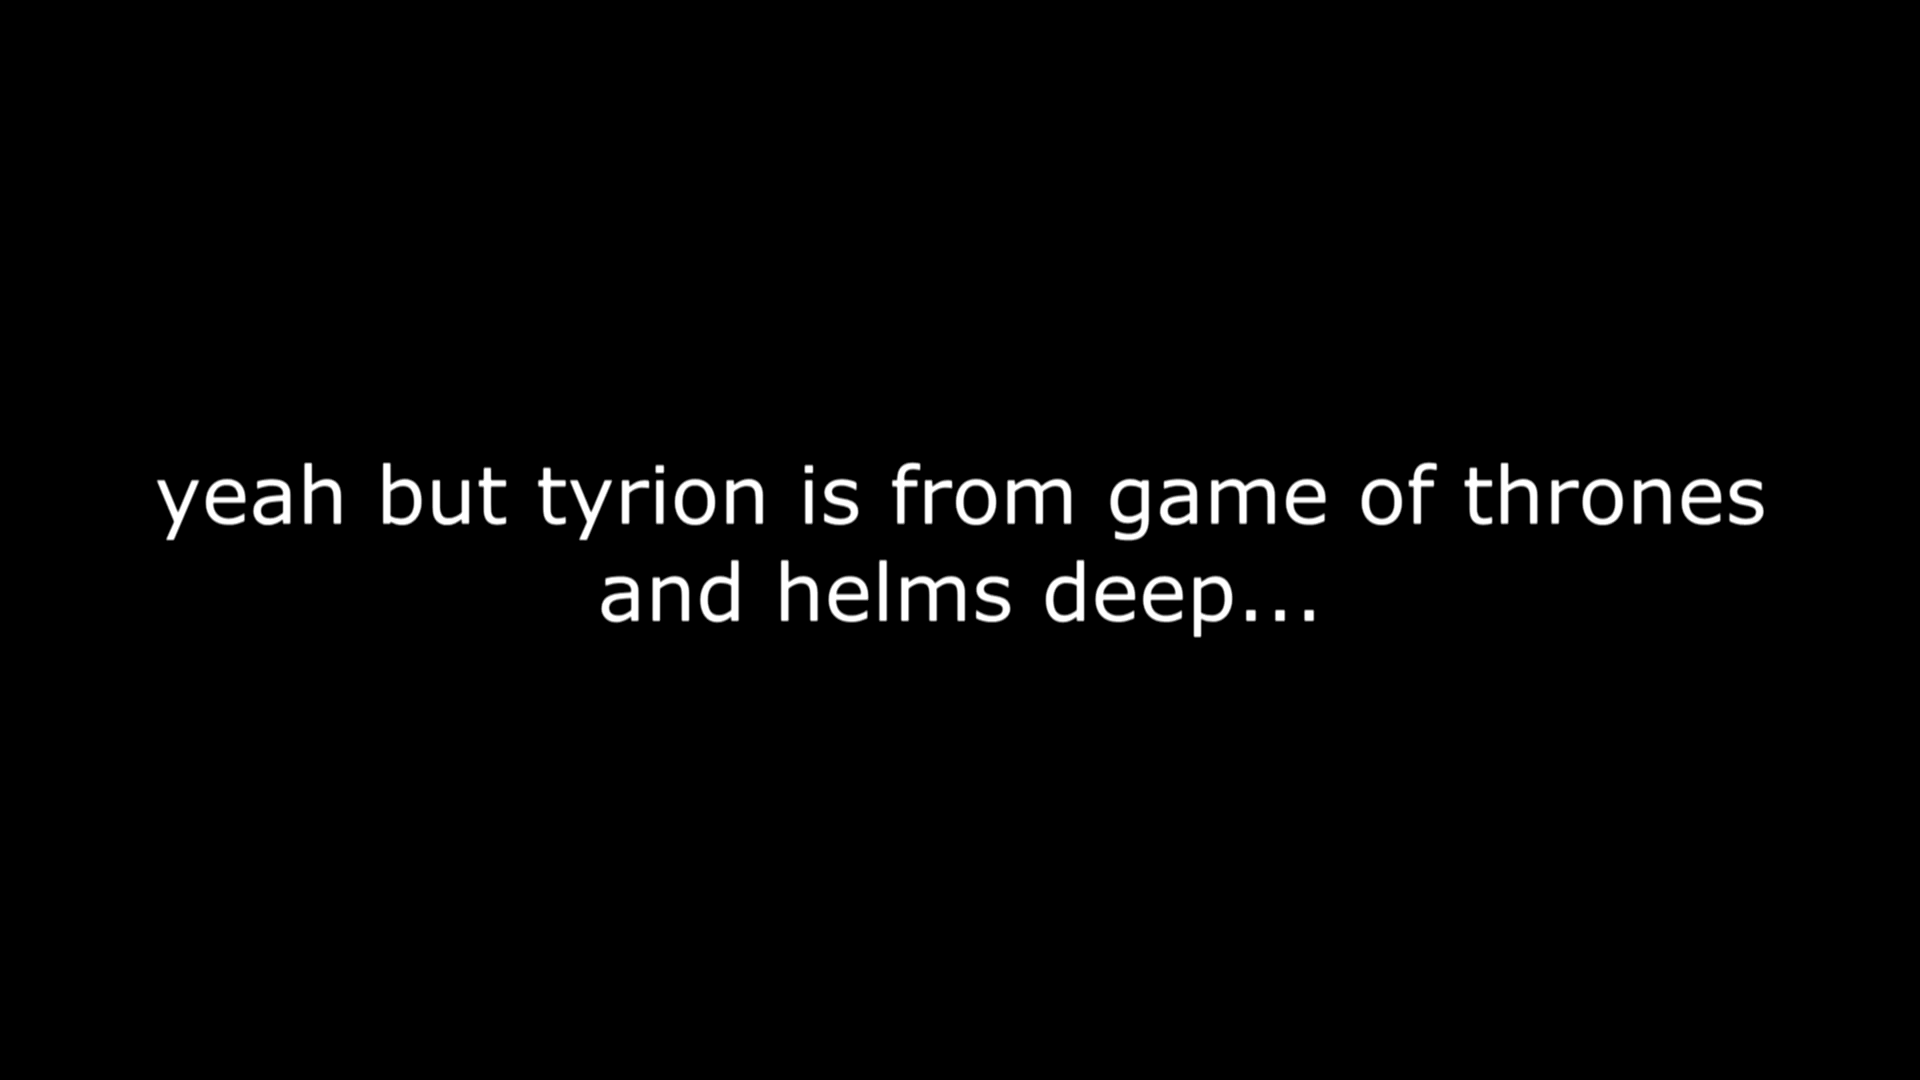 yeah but tyrion is from game of thrones
and helms deep...